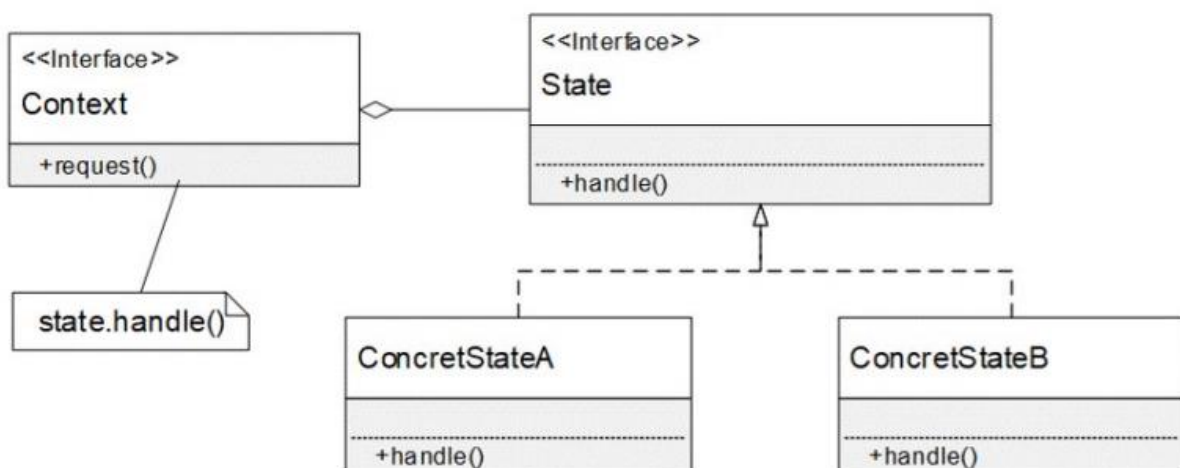 <<Interface>>
Context
+request()
<<Interface>>
State
+handle()
state.handle()
ConcretStateA
+handle()
ConcretStateB
+handle()